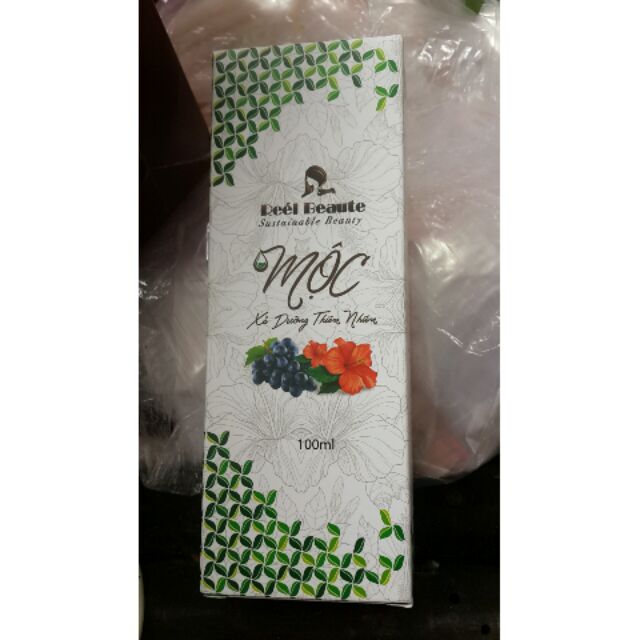 Reél Beaute
Sustainable Beauty
MỘC
Xả Dưỡng Thiên Nhiên
100ml